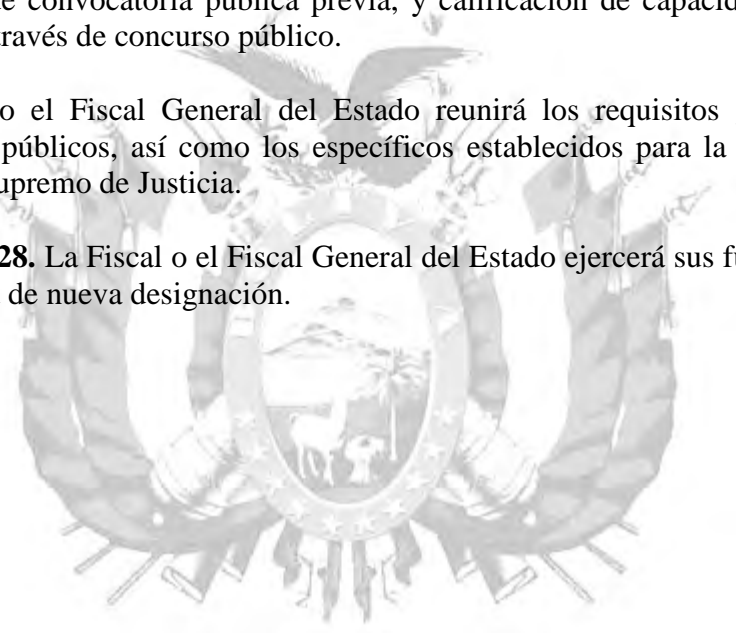 de convocatoria pública previa, y calificación de capacid
través de concurso público.
o el Fiscal General del Estado reunirá los requisitos
públicos, así como los específicos establecidos para la
upremo de Justicia.
28. La Fiscal o el Fiscal General del Estado ejercerá sus fu
de nueva designación.